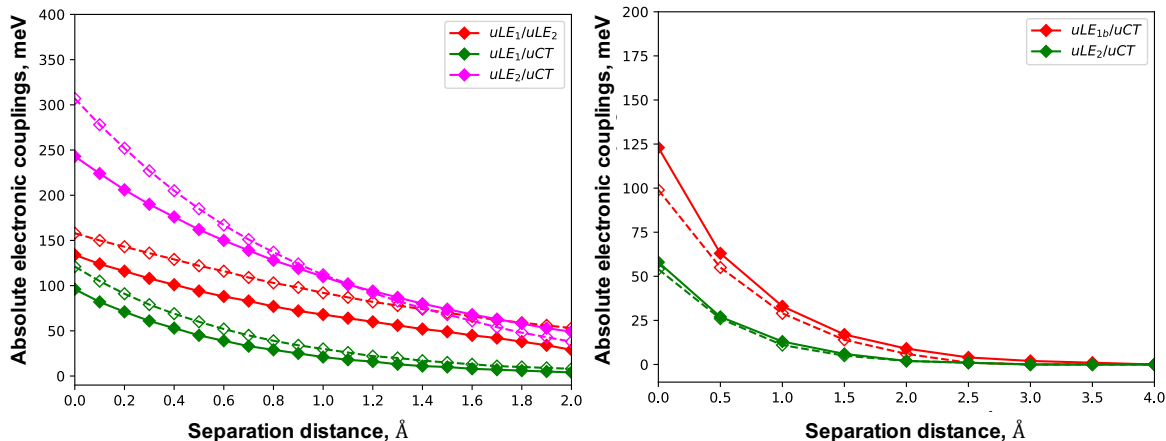 Absolute electronic couplings, meV
400
350
300
250
200
150
100
50
0
uLE1/uLE2
uLE1/uCT
uLE2/uCT
0.0 0.2 0.4 0.6 0.8 1.0 1.2 1.4 1.6 1.8 2.0
Separation distance, Å
Absolute electronic couplings, meV
200
175
150
125
100
75
50
25
0
uLE1b/uCT
uLE2/uCT
0.0 0.5 1.0 1.5 2.0 2.5 3.0 3.5 4.0
Separation distance, Å